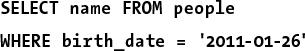 SELECT name FROM people
WHERE birth_date = '2011-01-26'